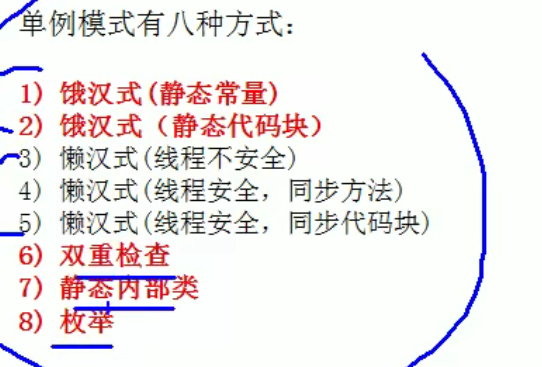 单例模式有八种方式：
1) 饿汉式(静态常量)
2) 饿汉式（静态代码块）
3) 懒汉式(线程不安全)
4) 懒汉式(线程安全，同步方法)
5) 懒汉式(线程安全，同步代码块)
6) 双重检查
7) 静态内部类
8) 枚举